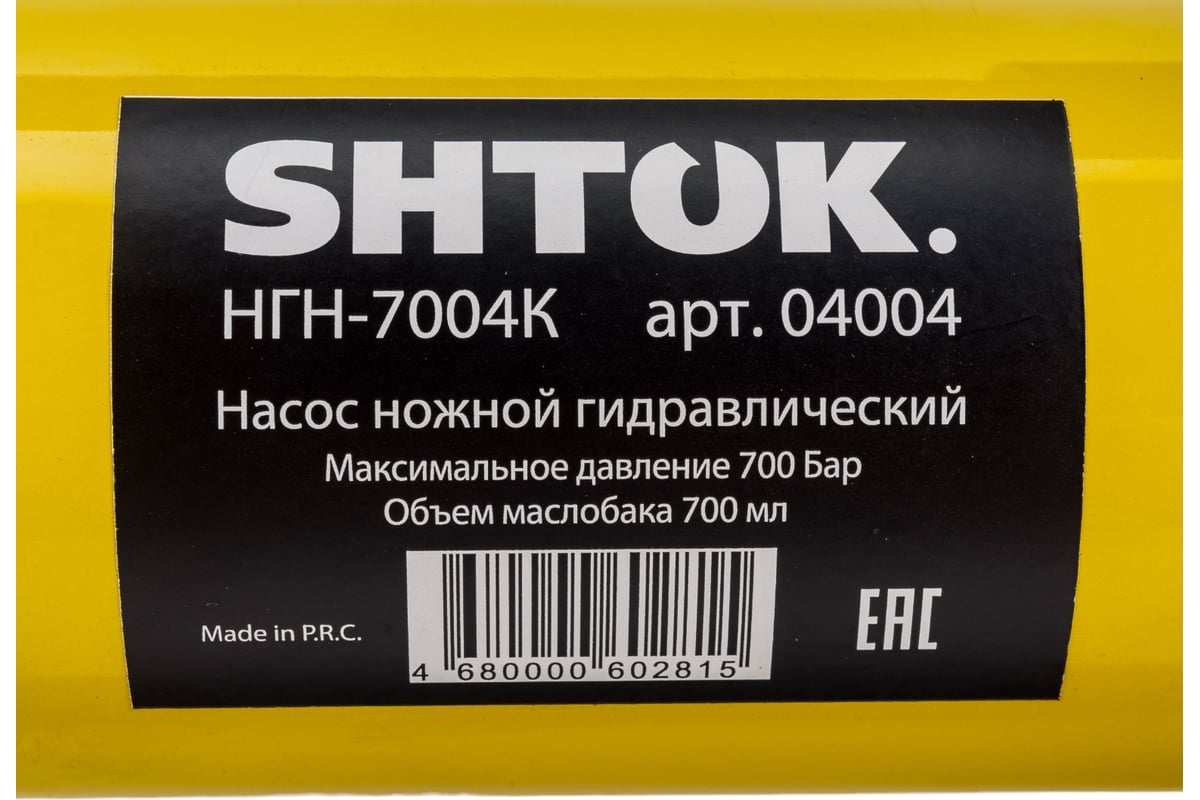 SHTOK.
НГН-7004К арт. 04004
Насос ножной гидравлический
Максимальное давление 700 Бар
Объем маслобака 700 мл
Made in P.R.C.
4 680000 602815
EAC